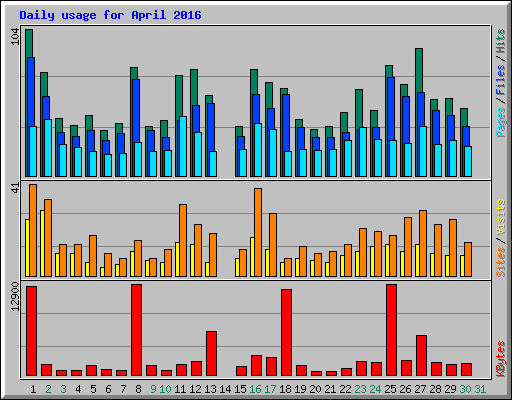 Daily usage for April 2016
104
Pages / Files / Hits
41
Sites / Visits
12900
KBytes
1 2 3 4 5 6 7 8 9 10 11 12 13 14 15 16 17 18 19 20 21 22 23 24 25 26 27 28 29 30 31